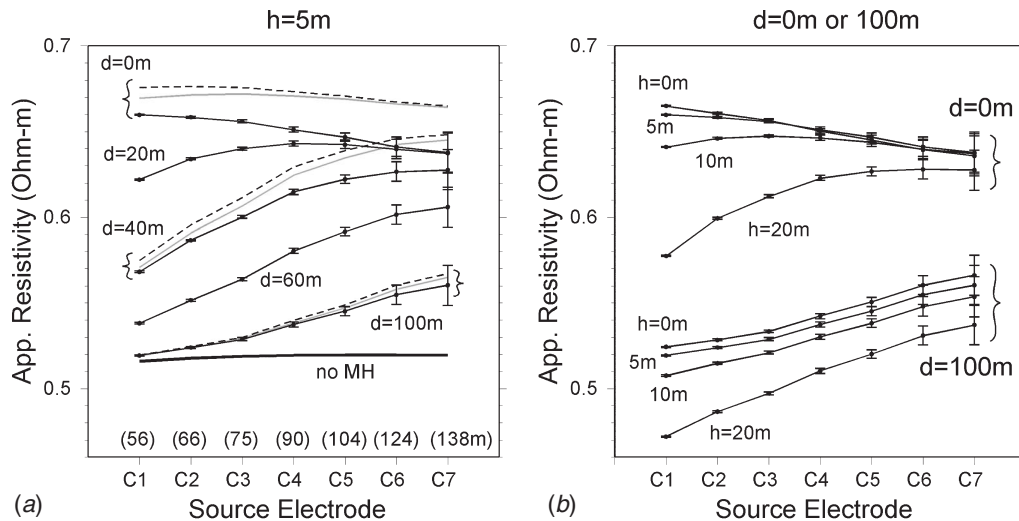 h=5m
App. Resistivity (Ohm-m)
0.7
0.6
0.5
d=0m
d=20m
d=40m
d=60m
d=100m
no MH
(56) (66) (75) (90) (104) (124) (138m)
C1 C2 C3 C4 C5 C6 C7
Source Electrode
(a)
d=0m or 100m
App. Resistivity (Ohm-m)
0.7
0.6
0.5
h=0m
5m
10m
h=20m
d=0m
h=0m
5m
10m
h=20m
d=100m
C1 C2 C3 C4 C5 C6 C7
Source Electrode
(b)